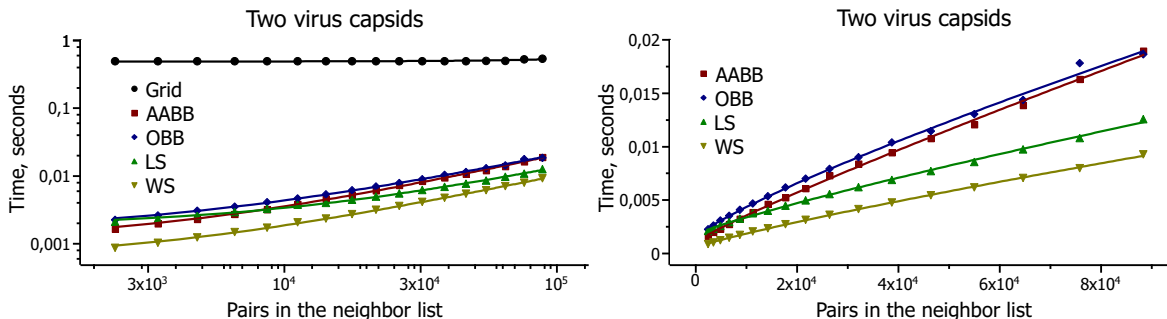 Two virus capsids
Time, seconds
1
0,1
0,01
0,001
Grid
AABB
OBB
LS
WS
3x10³
10⁴
3x10⁴
10⁵
Pairs in the neighbor list
Two virus capsids
Time, seconds
0,02
0,015
0,01
0,005
0
AABB
OBB
LS
WS
0
2x10⁴
4x10⁴
6x10⁴
8x10⁴
Pairs in the neighbor list